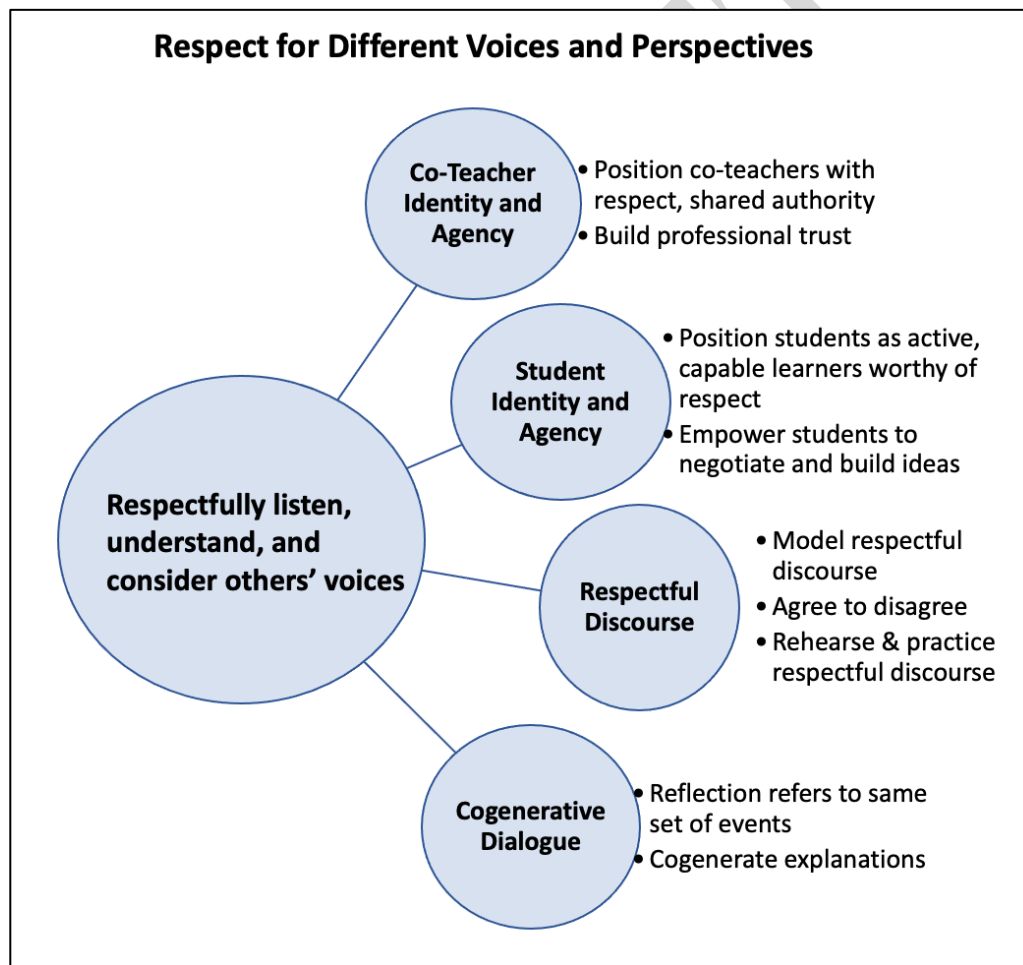 Respect for Different Voices and Perspectives
Co-Teacher
Identity and
Agency
• Position co-teachers with
respect, shared authority
• Build professional trust
Student
Identity and
Agency
• Position students as active,
capable learners worthy of
respect
• Empower students to
negotiate and build ideas
Respectfully listen,
understand, and
consider others’ voices
Respectful
Discourse
• Model respectful
discourse
• Agree to disagree
• Rehearse & practice
respectful discourse
Cogenerative
Dialogue
• Reflection refers to same
set of events
• Cogenerate explanations